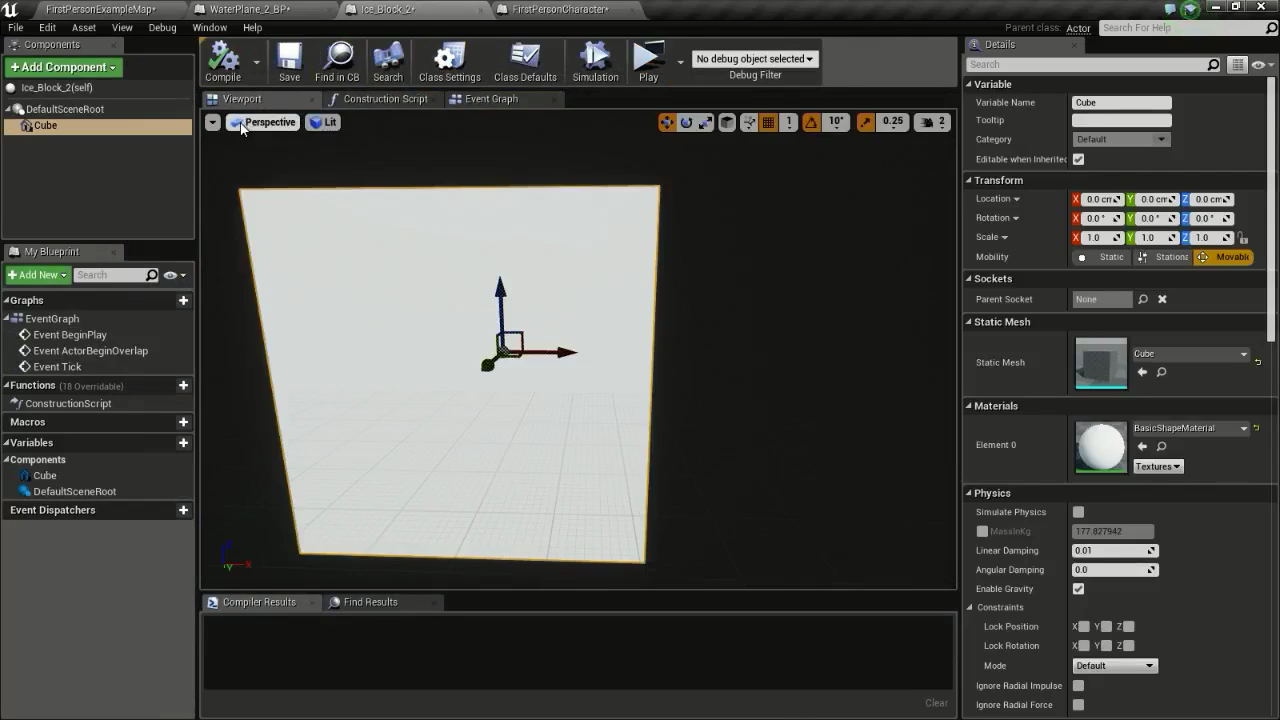 FirstPersonExampleMap*
WaterPlane_2_BP*
Ice_Block_2*
FirstPersonCharacter*
File Edit Asset View Debug Window Help
Parent class: Actor
Search For Help
Components
+ Add Component
Ice_Block_2(self)
DefaultSceneRoot
Cube
Compile
Save
Find in CB
Search
Class Settings
Class Defaults
Simulation
Play
No debug object selected
Debug Filter
Viewport
Construction Script
Event Graph
Perspective
Lit
1
10°
0.25
2
X
Y
My Blueprint
+ Add New
Search
Graphs
EventGraph
Event BeginPlay
Event ActorBeginOverlap
Event Tick
Functions (18 Overridable)
ConstructionScript
Macros
Variables
Components
Cube
DefaultSceneRoot
Event Dispatchers
Compiler Results
Find Results
Clear
Details
Search
Variable
Variable Name Cube
Tooltip
Category Default
Editable when Inherited
Transform
Location X 0.0 cm Y 0.0 cm Z 0.0 cm
Rotation X 0.0 ° Y 0.0 ° Z 0.0 °
Scale X 1.0 Y 1.0 Z 1.0
Mobility Static Stationa Movable
Sockets
Parent Socket None
Static Mesh
Static Mesh Cube
Materials
Element 0 BasicShapeMaterial
Textures
Physics
Simulate Physics
MassInKg 177.827942
Linear Damping 0.01
Angular Damping 0.0
Enable Gravity
Constraints
Lock Position X Y Z
Lock Rotation X Y Z
Mode Default
Ignore Radial Impulse
Ignore Radial Force